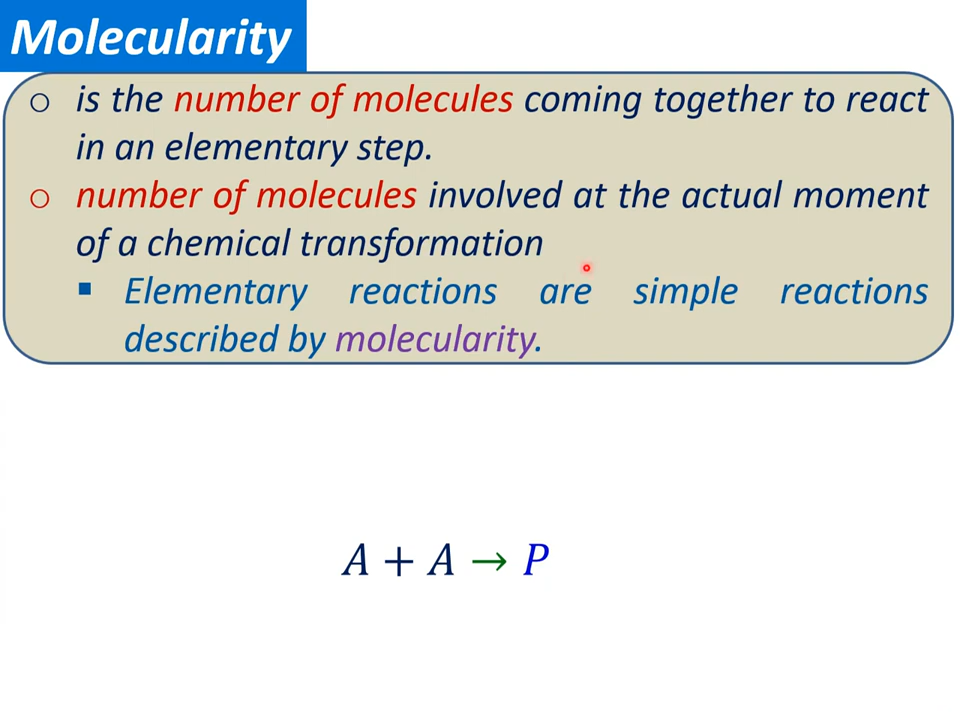 Molecularity
o is the number of molecules coming together to react
in an elementary step.
o number of molecules involved at the actual moment
of a chemical transformation
▪ Elementary reactions are simple reactions
described by molecularity.
A + A → P